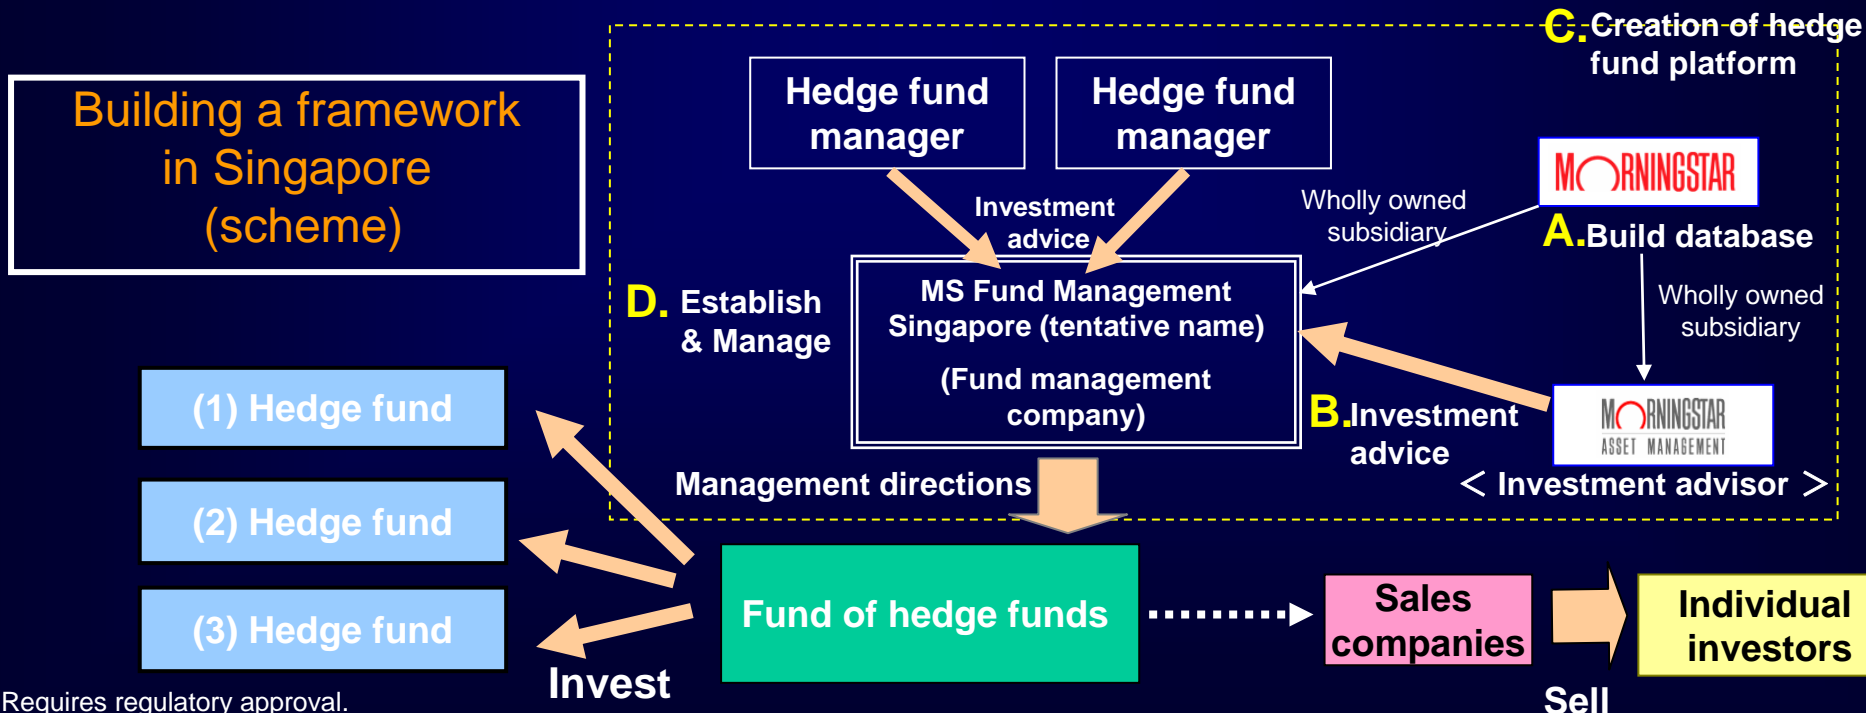 Building a framework
in Singapore
(scheme)
C. Creation of hedge
fund platform
Hedge fund
manager
Hedge fund
manager
MORNINGSTAR
A. Build database
Wholly owned
subsidiary
Investment
advice
Wholly owned
subsidiary
D. Establish
& Manage
MS Fund Management
Singapore (tentative name)
(Fund management
company)
B. Investment
advice
MORNINGSTAR
ASSET MANAGEMENT
< Investment advisor >
Management directions
(1) Hedge fund
(2) Hedge fund
(3) Hedge fund
Invest
Fund of hedge funds
Sales
companies
Sell
Individual
investors
Requires regulatory approval.